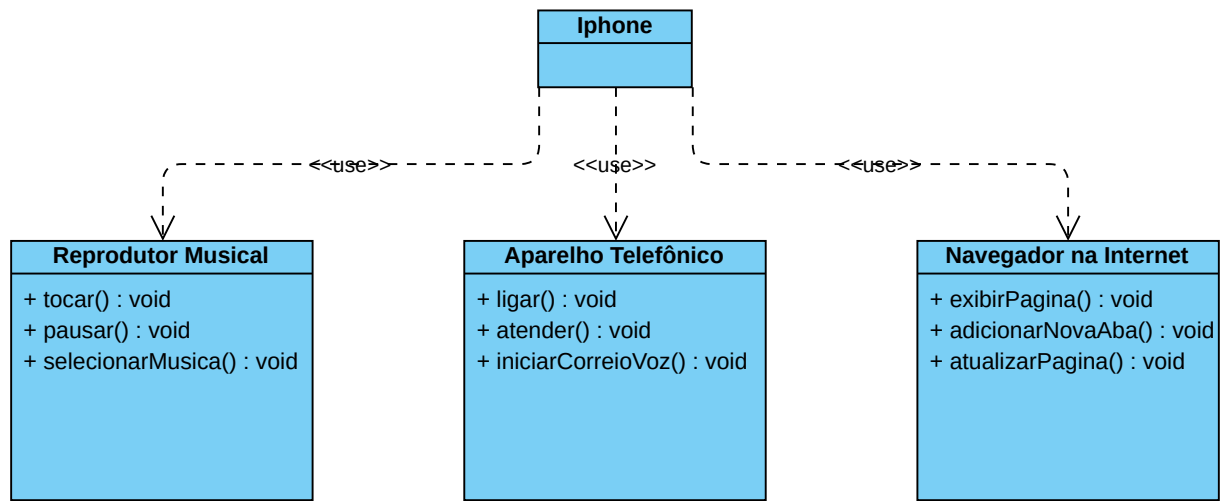 Iphone
<<use>>
<<use>>
<<use>>
Reprodutor Musical
+ tocar() : void
+ pausar() : void
+ selecionarMusica() : void
Aparelho Telefônico
+ ligar() : void
+ atender() : void
+ iniciarCorreioVoz() : void
Navegador na Internet
+ exibirPagina() : void
+ adicionarNovaAba() : void
+ atualizarPagina() : void